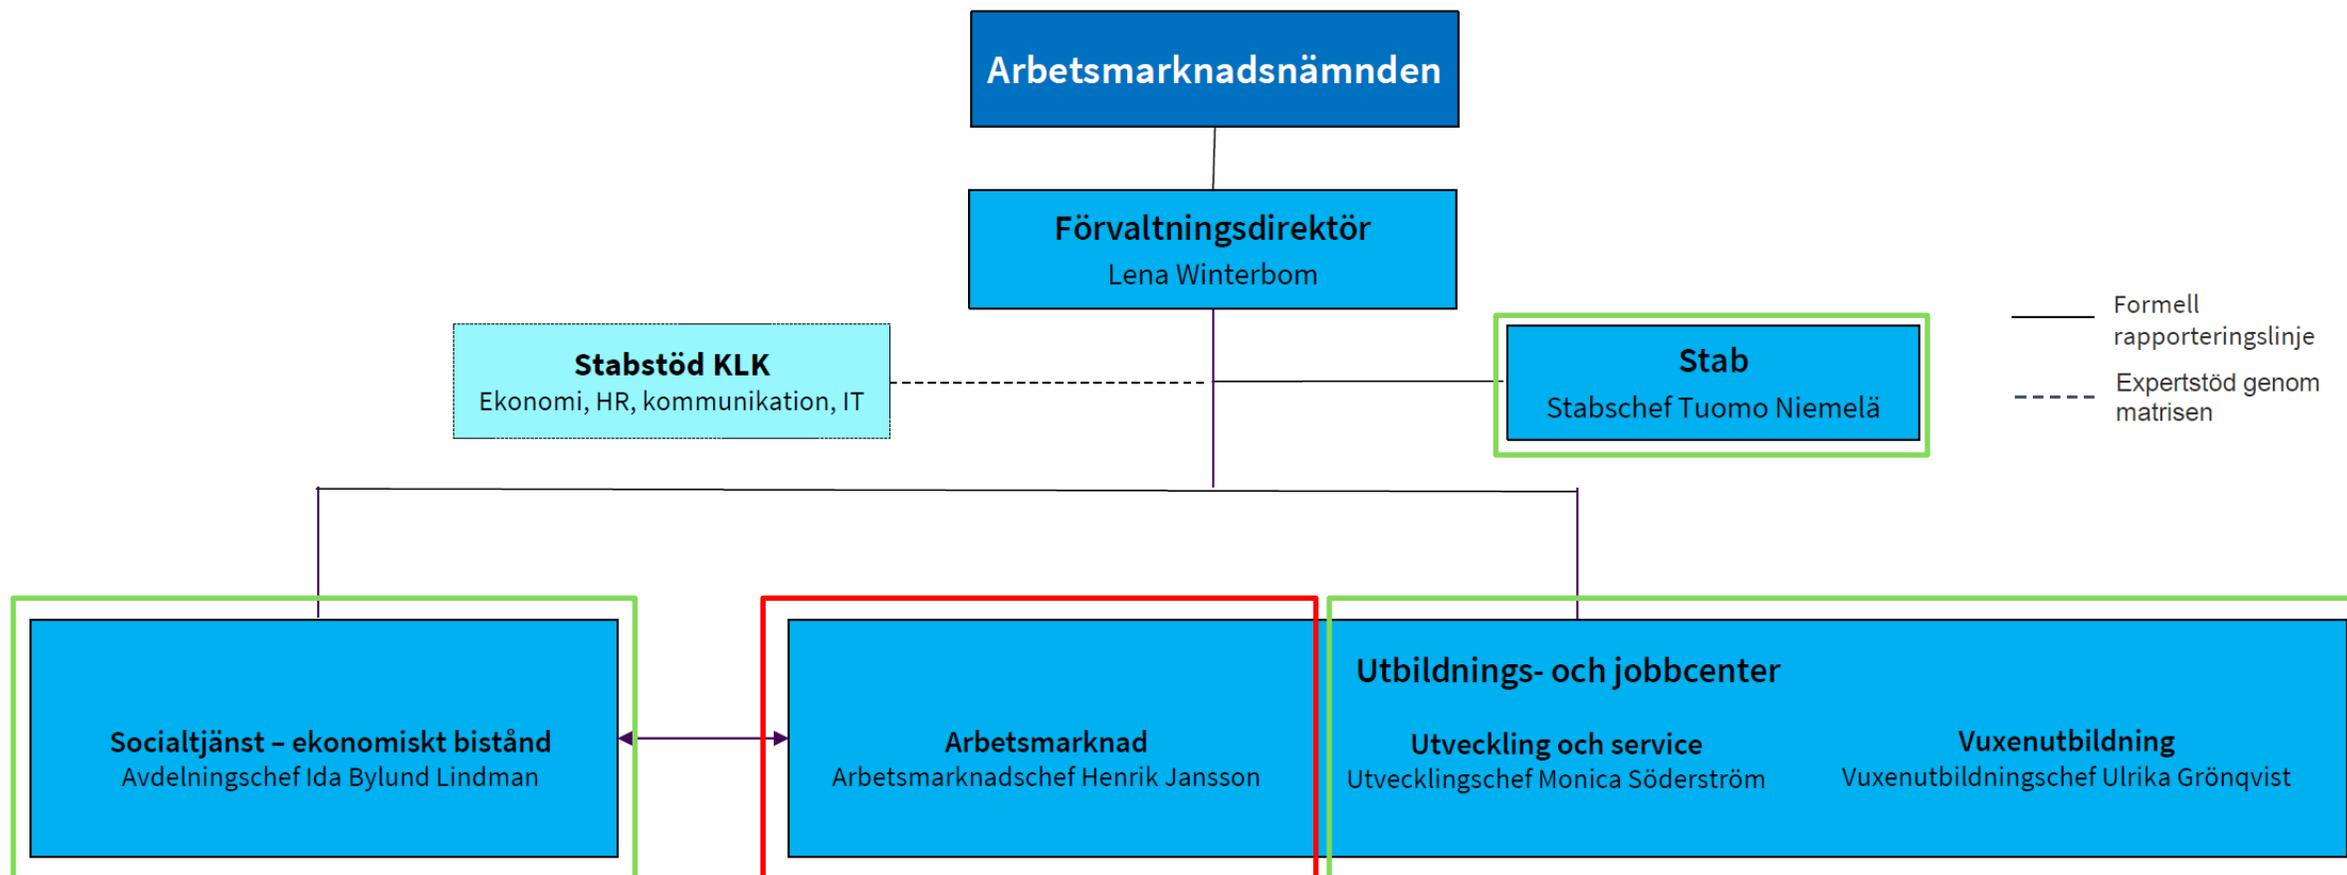 Arbetsmarknadsnämnden
Förvaltningsdirektör
Lena Winterbom
Stabstöd KLK
Ekonomi, HR, kommunikation, IT
Stab
Stabschef Tuomo Niemelä
Formell
rapporteringslinje
Expertstöd genom
matrisen
Socialtjänst – ekonomiskt bistånd
Avdelningschef Ida Bylund Lindman
Utbildnings- och jobbcenter
Arbetsmarknad
Arbetsmarknadschef Henrik Jansson
Utveckling och service
Utvecklingschef Monica Söderström
Vuxenutbildning
Vuxenutbildningschef Ulrika Grönqvist